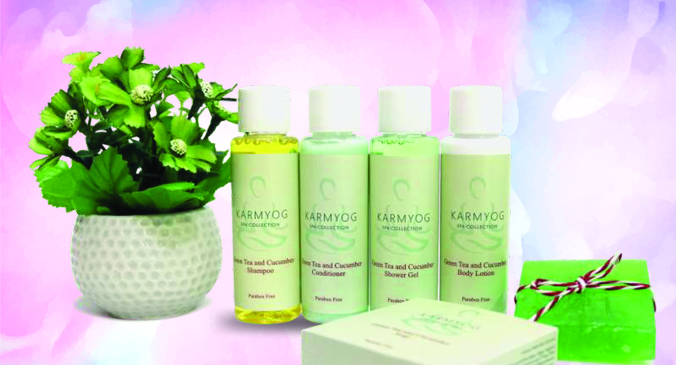 KARMYOG
SPA COLLECTION
Green Tea and Cucumber
Shampoo
Paraben Free
KARMYOG
SPA COLLECTION
Green Tea and Cucumber
Conditioner
Paraben Free
KARMYOG
SPA COLLECTION
Green Tea and Cucumber
Shower Gel
KARMYOG
SPA COLLECTION
Green Tea and Cucumber
Body Lotion
Paraben Free
KARMYOG